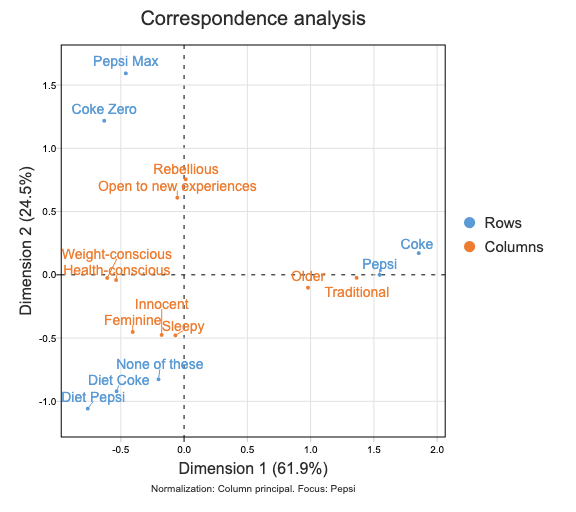 Correspondence analysis
Pepsi Max
1.5
Coke Zero
1.0
Rebellious
Open to new experiences
0.5
Coke
Rows
Columns
Weight-conscious
Pepsi
Health-conscious
0.0
Older
Traditional
Innocent
Feminine
Sleepy
-0.5
None of these
Diet Coke
Diet Pepsi
-1.0
Dimension 2 (24.5%)
-0.5 0.0 0.5 1.0 1.5 2.0
Dimension 1 (61.9%)
Normalization: Column principal. Focus: Pepsi